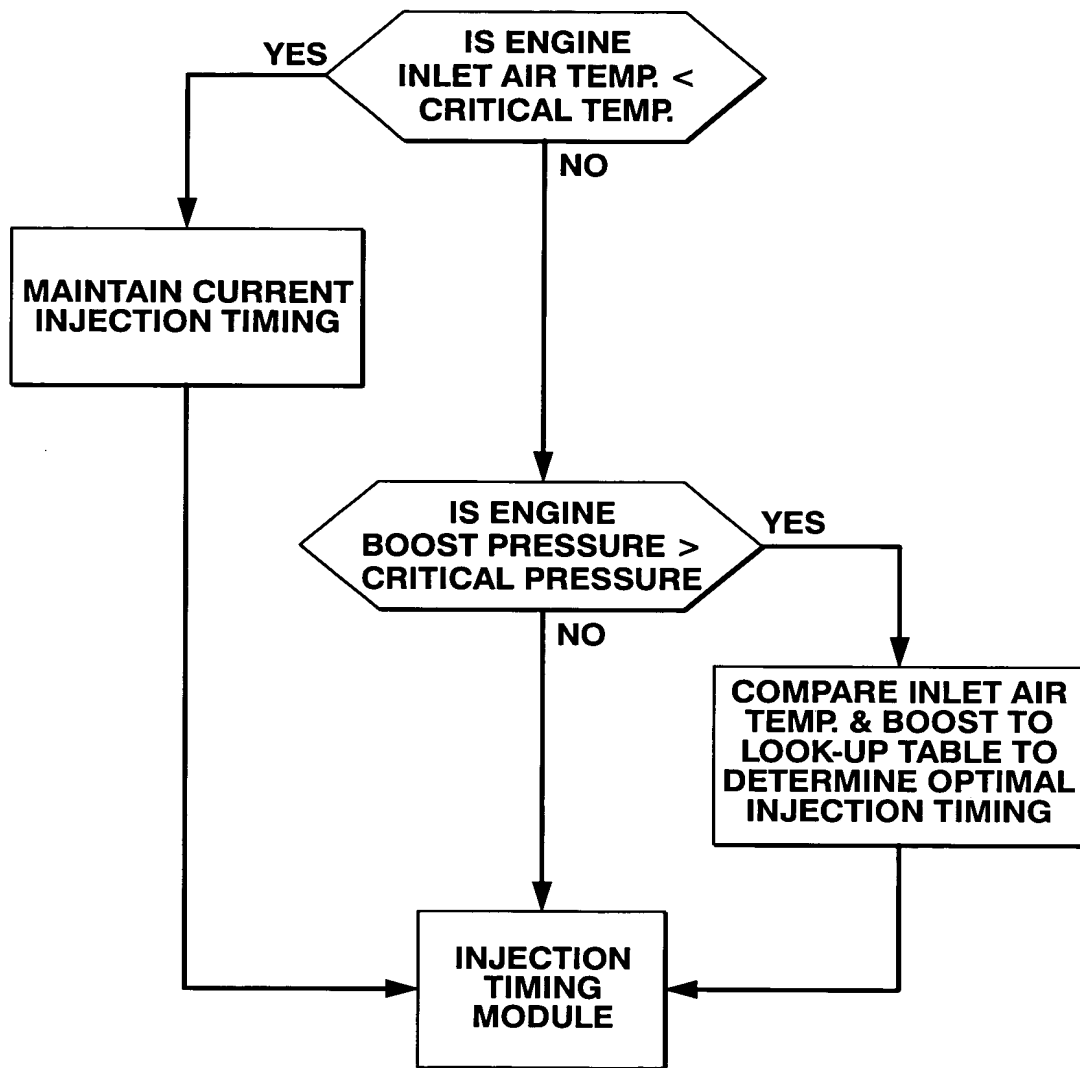 YES
IS ENGINE
INLET AIR TEMP. <
CRITICAL TEMP.
NO
MAINTAIN CURRENT
INJECTION TIMING
IS ENGINE
BOOST PRESSURE >
CRITICAL PRESSURE
YES
NO
COMPARE INLET AIR
TEMP. & BOOST TO
LOOK-UP TABLE TO
DETERMINE OPTIMAL
INJECTION TIMING
INJECTION
TIMING
MODULE